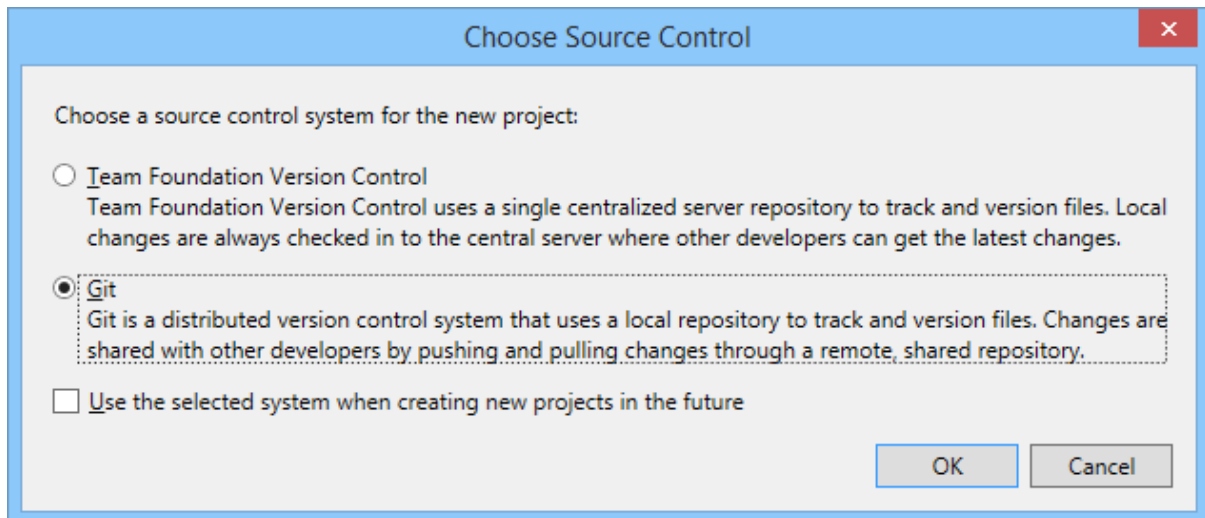 Choose Source Control
Choose a source control system for the new project:
Team Foundation Version Control
Team Foundation Version Control uses a single centralized server repository to track and version files. Local
changes are always checked in to the central server where other developers can get the latest changes.
Git
Git is a distributed version control system that uses a local repository to track and version files. Changes are
shared with other developers by pushing and pulling changes through a remote, shared repository.
Use the selected system when creating new projects in the future
OK Cancel